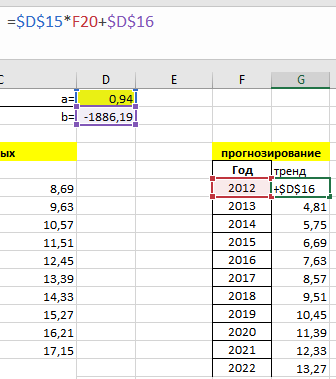 =$D$15*F20+$D$16
C D E F G
a= 0,94
b= -1886,19
ых прогнозирование
Год тренд
8,69 2012 +$D$16
9,63 2013 4,81
10,57 2014 5,75
11,51 2015 6,69
12,45 2016 7,63
13,39 2017 8,57
14,33 2018 9,51
15,27 2019 10,45
16,21 2020 11,39
17,15 2021 12,33
2022 13,27